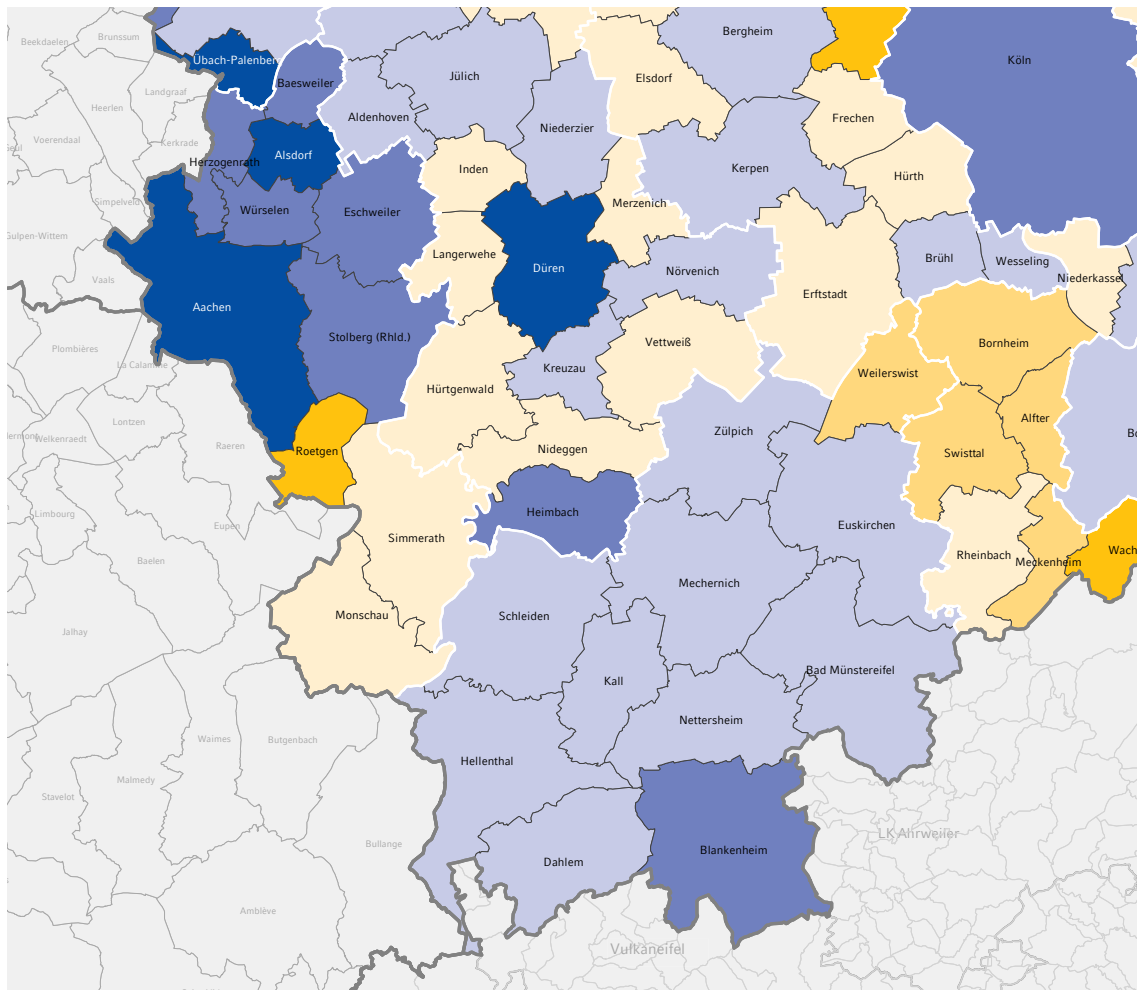 Bergheim
Brunssum
Beekdaelen
Übach-Palenber
Köln
Baesweiler
Jülich
Elsdorf
Landgraaf
Heerlen
Aldenhoven
Frechen
Niederzier
Voerendaal
Kerkrade
Alsdorf
Herzogenrath
Inden
Kerpen
Hürth
Simpelveld
Würselen
Eschweiler
Merzenich
Gulpen-Wittem
Langerwehe
Brühl
Wesseling
Düren
Nörvenich
Niederkassel
Vaals
Erftstadt
Aachen
Stolberg (Rhld.)
Vettweiß
Bornheim
Plombières
La Calamine
Kreuzau
Weilerswist
Hürtgenwald
Alfter
Lontzen
Welkenraedt
Zülpich
Raeren
Roetgen
Nideggen
Swisttal
Limbourg
Heimbach
Eupen
Euskirchen
Simmerath
Rheinbach
Wach
Baelen
Meckenheim
Mechernich
Monschau
Schleiden
Jalhay
Bad Münstereifel
Kall
Nettersheim
Waimes
Butgenbach
Hellenthal
Malmedy
Stavelot
LK Ahrweiler
Bullange
Blankenheim
Dahlem
Amblève
Vulkaneifel